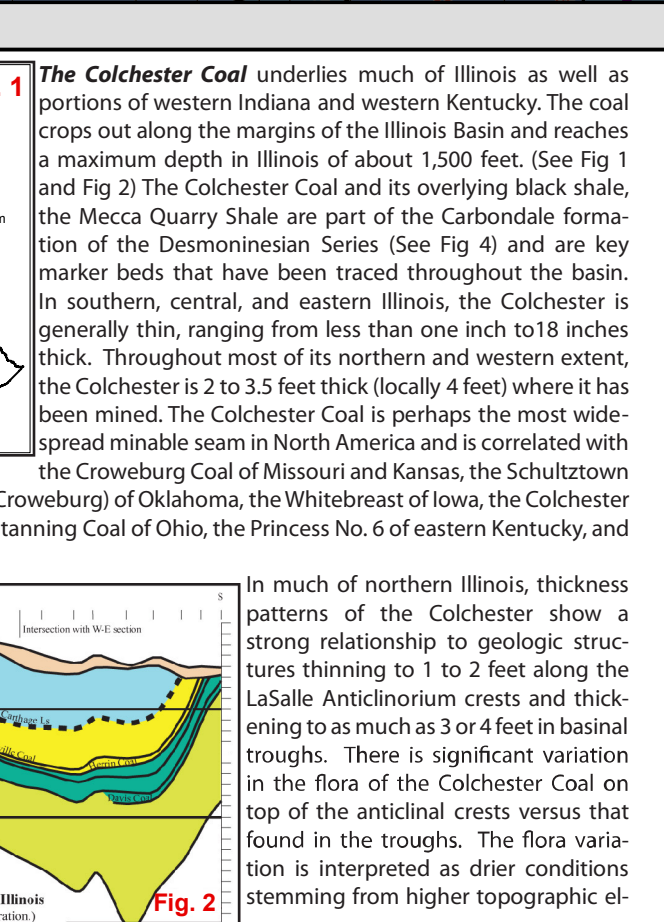 1
m
The Colchester Coal underlies much of Illinois as well as
portions of western Indiana and western Kentucky. The coal
crops out along the margins of the Illinois Basin and reaches
a maximum depth in Illinois of about 1,500 feet. (See Fig 1
and Fig 2) The Colchester Coal and its overlying black shale,
the Mecca Quarry Shale are part of the Carbondale forma-
tion of the Desmoninesian Series (See Fig 4) and are key
marker beds that have been traced throughout the basin.
In southern, central, and eastern Illinois, the Colchester is
generally thin, ranging from less than one inch to18 inches
thick. Throughout most of its northern and western extent,
the Colchester is 2 to 3.5 feet thick (locally 4 feet) where it has
been mined. The Colchester Coal is perhaps the most wide-
spread minable seam in North America and is correlated with
the Croweburg Coal of Missouri and Kansas, the Schultztown
Croweburg) of Oklahoma, the Whitebreast of Iowa, the Colchester
tanning Coal of Ohio, the Princess No. 6 of eastern Kentucky, and
S
Intersection with W-E section
Carthage Ls
ville Coal
Herrin Coal
Davis Coal
Illinois
ration.)
Fig. 2
In much of northern Illinois, thickness
patterns of the Colchester show a
strong relationship to geologic struc-
tures thinning to 1 to 2 feet along the
LaSalle Anticlinorium crests and thick-
ening to as much as 3 or 4 feet in basinal
troughs. There is significant variation
in the flora of the Colchester Coal on
top of the anticlinal crests versus that
found in the troughs. The flora varia-
tion is interpreted as drier conditions
stemming from higher topographic el-